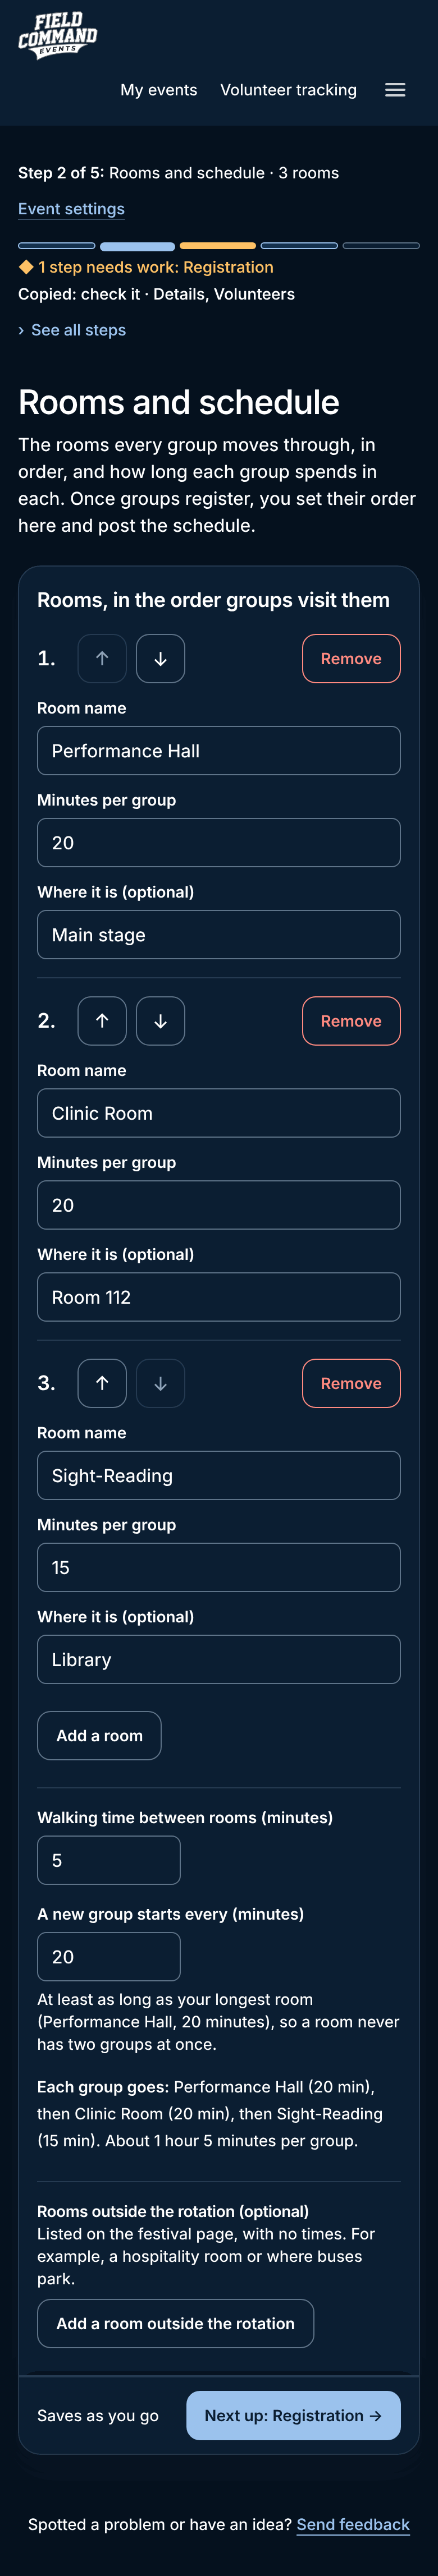 FIELD
COMMAND
EVENTS
My events Volunteer tracking
Step 2 of 5: Rooms and schedule · 3 rooms
Event settings
◆ 1 step needs work: Registration
Copied: check it · Details, Volunteers
› See all steps
Rooms and schedule
The rooms every group moves through, in
order, and how long each group spends in
each. Once groups register, you set their order
here and post the schedule.
Rooms, in the order groups visit them
1. ↑ ↓ Remove
Room name
Performance Hall
Minutes per group
20
Where it is (optional)
Main stage
2. ↑ ↓ Remove
Room name
Clinic Room
Minutes per group
20
Where it is (optional)
Room 112
3. ↑ ↓ Remove
Room name
Sight-Reading
Minutes per group
15
Where it is (optional)
Library
Add a room
Walking time between rooms (minutes)
5
A new group starts every (minutes)
20
At least as long as your longest room
(Performance Hall, 20 minutes), so a room never
has two groups at once.
Each group goes: Performance Hall (20 min),
then Clinic Room (20 min), then Sight-Reading
(15 min). About 1 hour 5 minutes per group.
Rooms outside the rotation (optional)
Listed on the festival page, with no times. For
example, a hospitality room or where buses
park.
Add a room outside the rotation
Saves as you go Next up: Registration →
Spotted a problem or have an idea? Send feedback